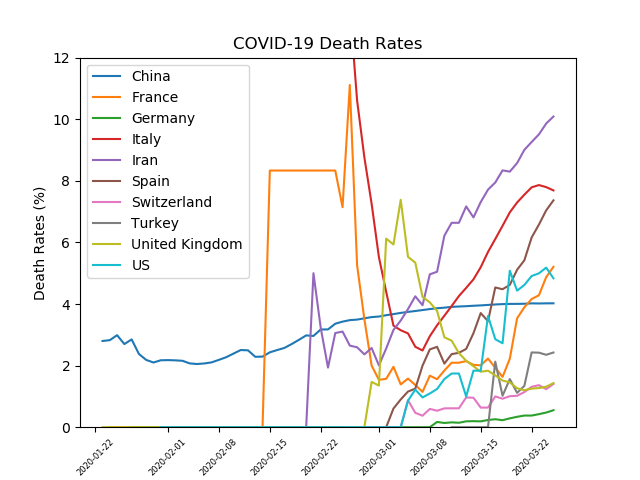 COVID-19 Death Rates
Death Rates (%)
12
10
8
6
4
2
0
China
France
Germany
Italy
Iran
Spain
Switzerland
Turkey
United Kingdom
US
2020-01-22
2020-02-01
2020-02-08
2020-02-15
2020-02-22
2020-03-01
2020-03-08
2020-03-15
2020-03-22